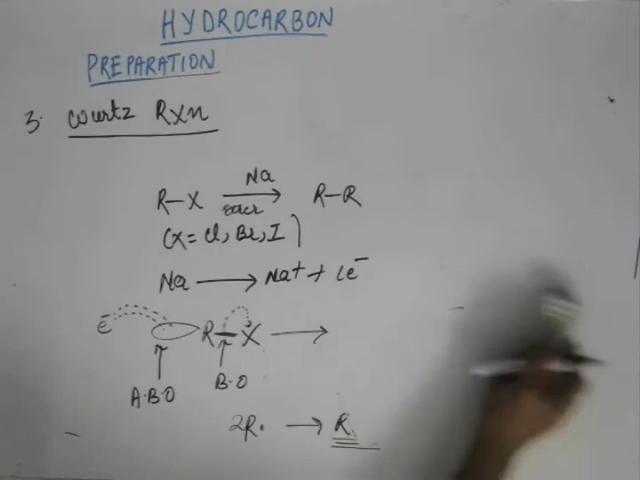 HYDROCARBON
PREPARATION
3. Wurtz Rxn
R-X Na → R-R
(X = Cl, Br, I)
Na → Na+ + 1e-
e- R-X →
A.B.O B.O
2R. → R